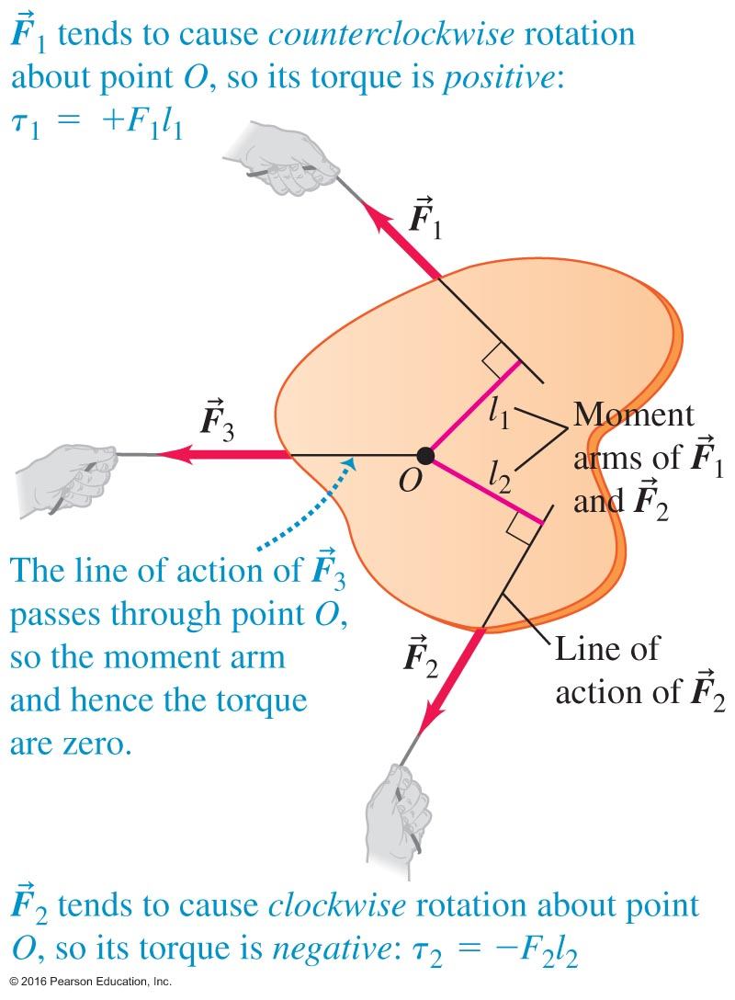 F⃗₁ tends to cause counterclockwise rotation
about point O, so its torque is positive:
τ₁ = +F₁l₁
F⃗₁
F⃗₃
l₁
Moment
arms of F⃗₁
and F⃗₂
O
l₂
The line of action of F⃗₃
passes through point O,
so the moment arm
and hence the torque
are zero.
F⃗₂
Line of
action of F⃗₂
F⃗₂ tends to cause clockwise rotation about point
O, so its torque is negative: τ₂ = −F₂l₂
© 2016 Pearson Education, Inc.